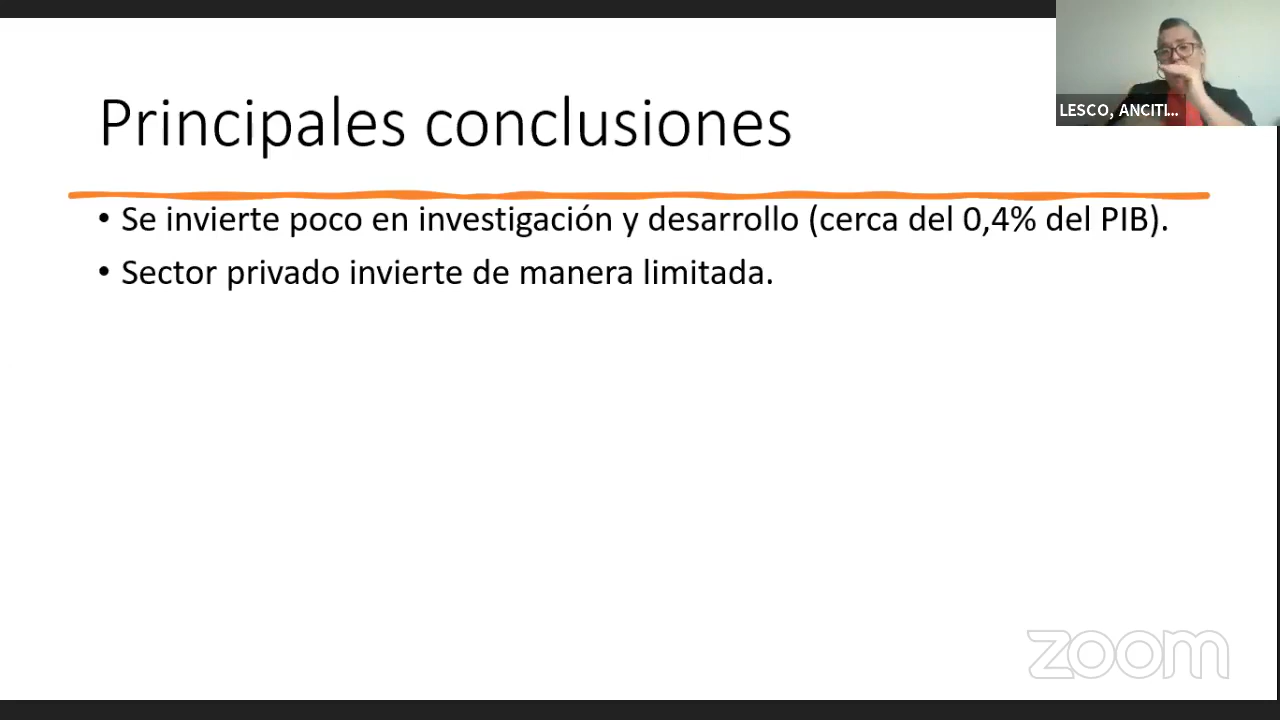 Principales conclusiones
LESCO, ANCITI...
• Se invierte poco en investigación y desarrollo (cerca del 0,4% del PIB).
• Sector privado invierte de manera limitada.
zoom